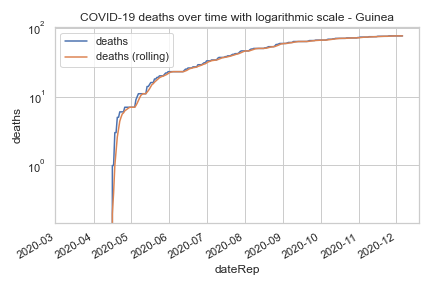 COVID-19 deaths over time with logarithmic scale - Guinea
deaths
deaths (rolling)
10²
10¹
10⁰
deaths
2020-03
2020-04
2020-05
2020-06
2020-07
2020-08
2020-09
2020-10
2020-11
2020-12
dateRep